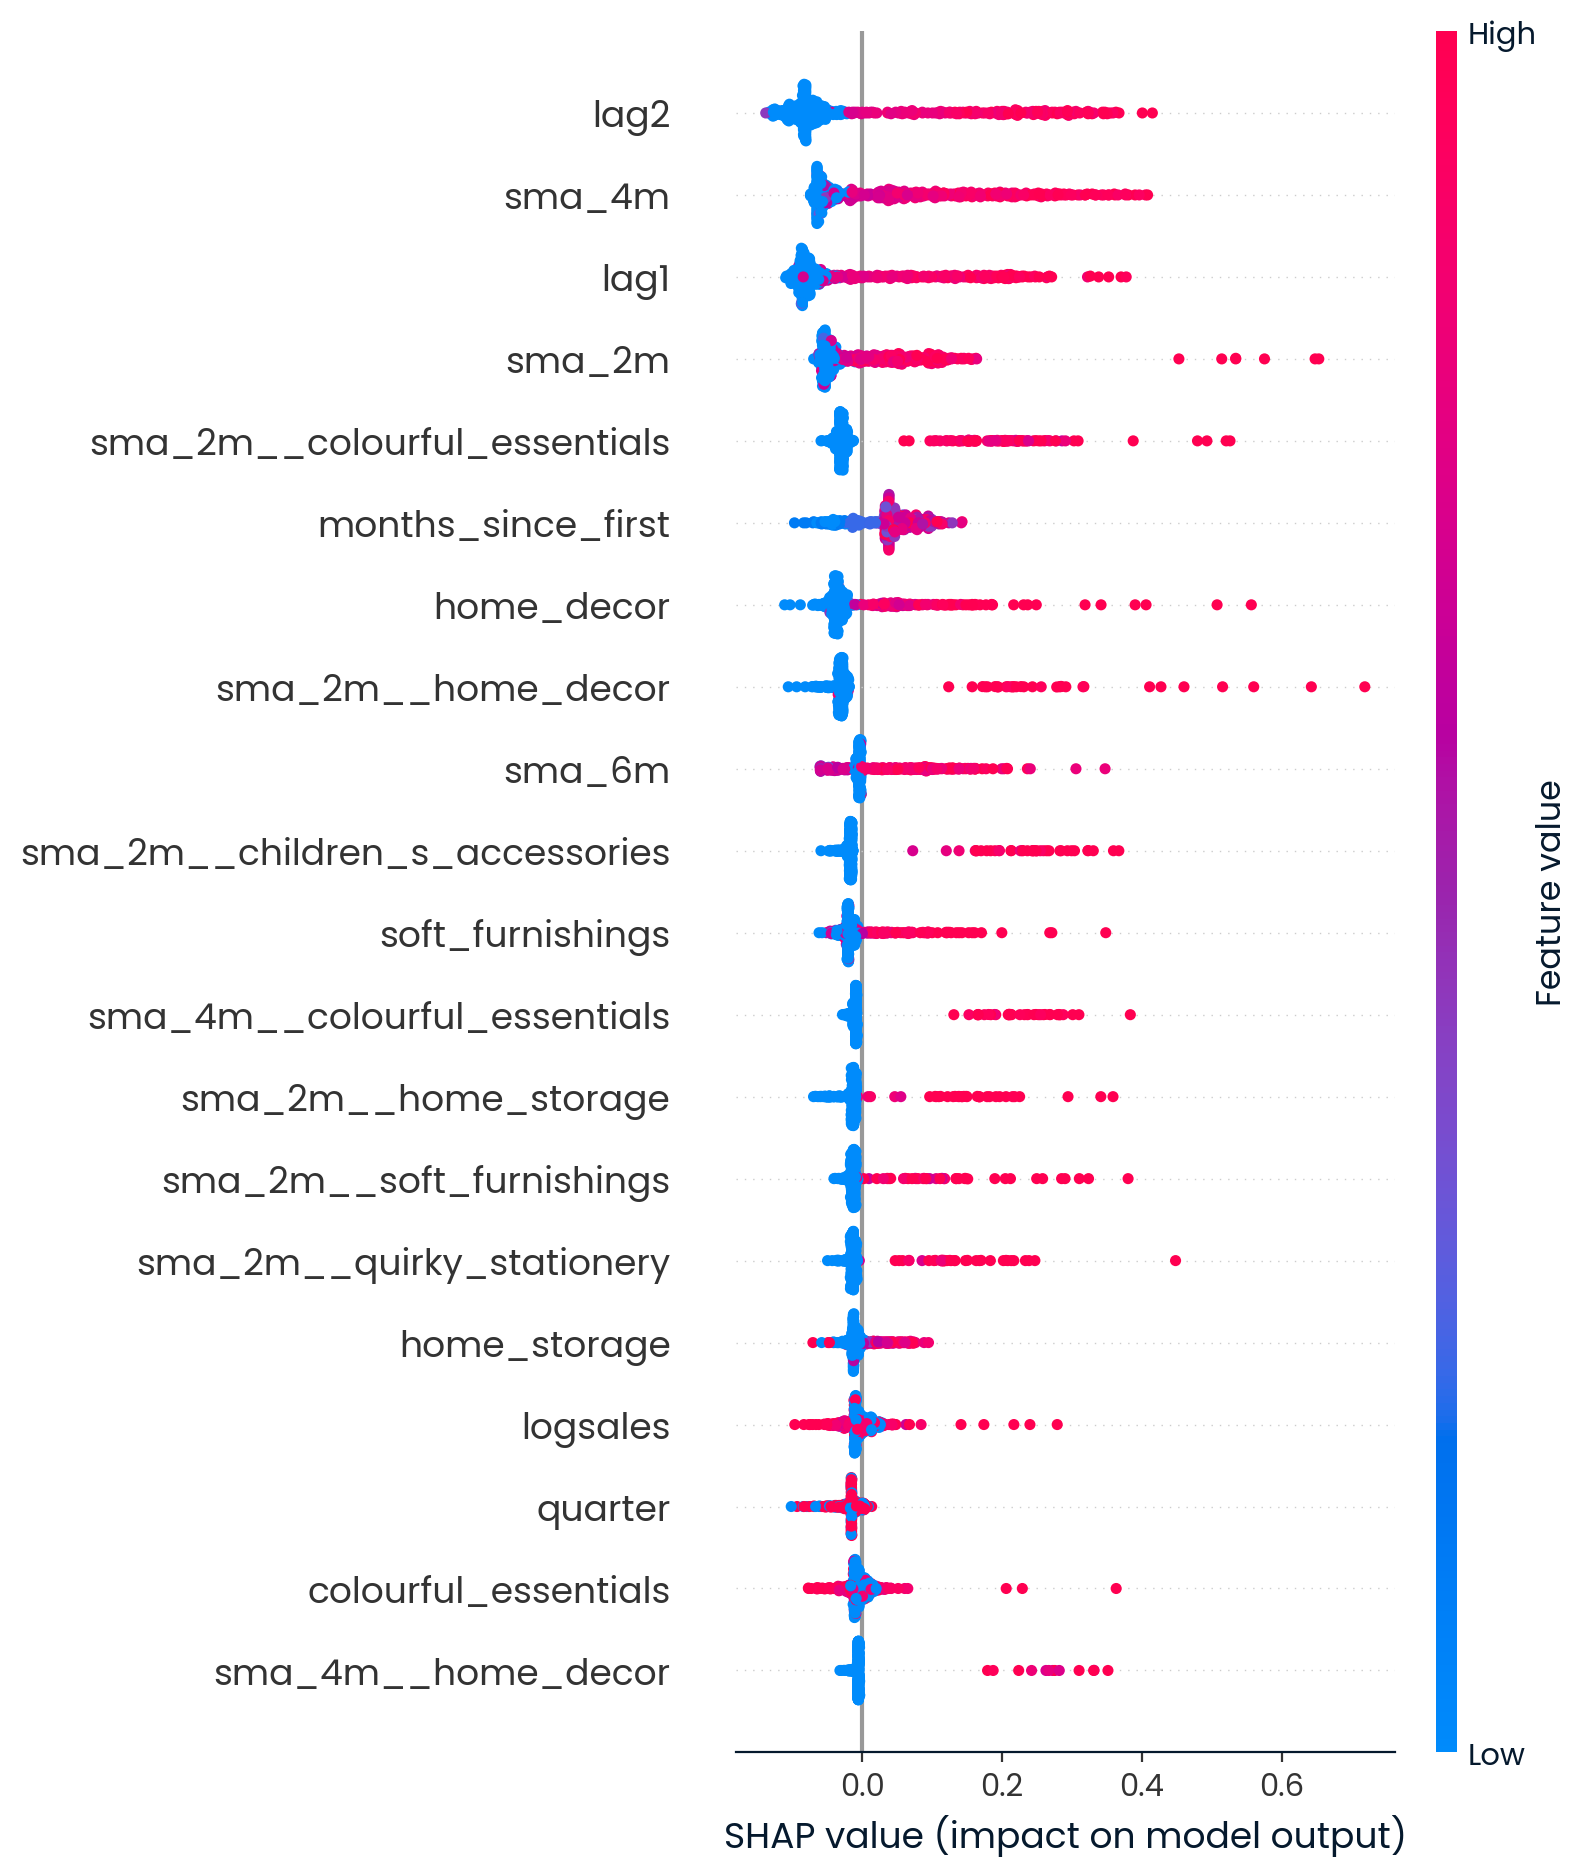 High
lag2
sma_4m
lag1
sma_2m
sma_2m__colourful_essentials
months_since_first
home_decor
sma_2m__home_decor
sma_6m
sma_2m__children_s_accessories
soft_furnishings
sma_4m__colourful_essentials
sma_2m__home_storage
sma_2m__soft_furnishings
sma_2m__quirky_stationery
home_storage
logsales
quarter
colourful_essentials
sma_4m__home_decor
Feature value
Low
0.0 0.2 0.4 0.6
SHAP value (impact on model output)